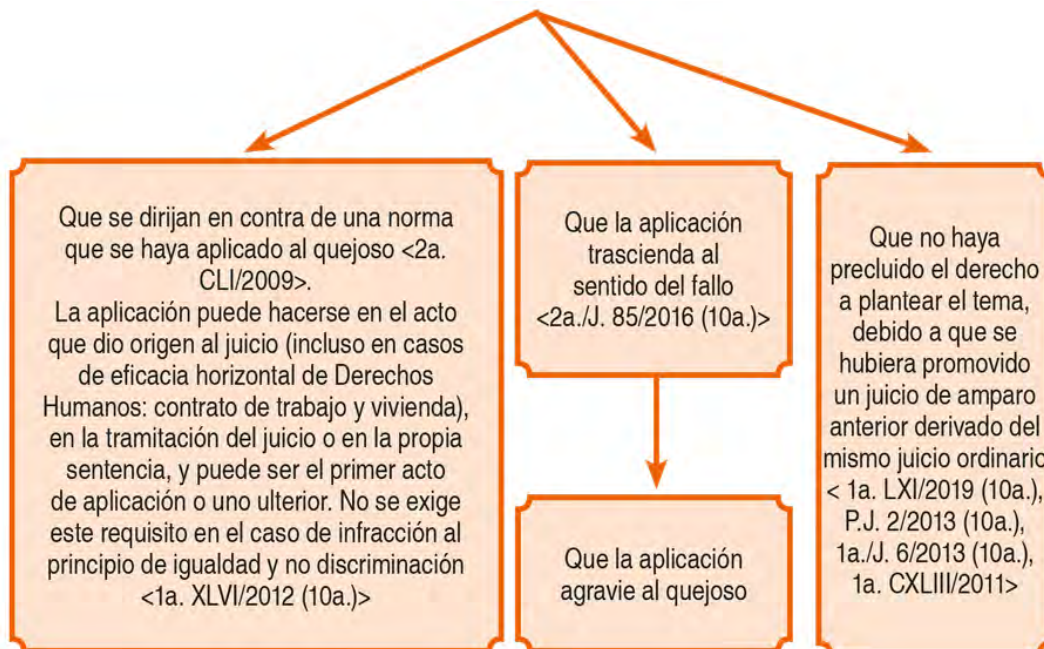 Que se dirijan en contra de una norma
que se haya aplicado al quejoso <2a.
CLI/2009>.
La aplicación puede hacerse en el acto
que dio origen al juicio (incluso en casos
de eficacia horizontal de Derechos
Humanos: contrato de trabajo y vivienda),
en la tramitación del juicio o en la propia
sentencia, y puede ser el primer acto
de aplicación o uno ulterior. No se exige
este requisito en el caso de infracción al
principio de igualdad y no discriminación
<1a. XLVI/2012 (10a.)>
Que la aplicación
trascienda al
sentido del fallo
<2a./J. 85/2016 (10a.)>
Que la aplicación
agravie al quejoso
Que no haya
precluido el derecho
a plantear el tema,
debido a que se
hubiera promovido
un juicio de amparo
anterior derivado del
mismo juicio ordinario
< 1a. LXI/2019 (10a.),
P.J. 2/2013 (10a.),
1a./J. 6/2013 (10a.),
1a. CXLIII/2011>